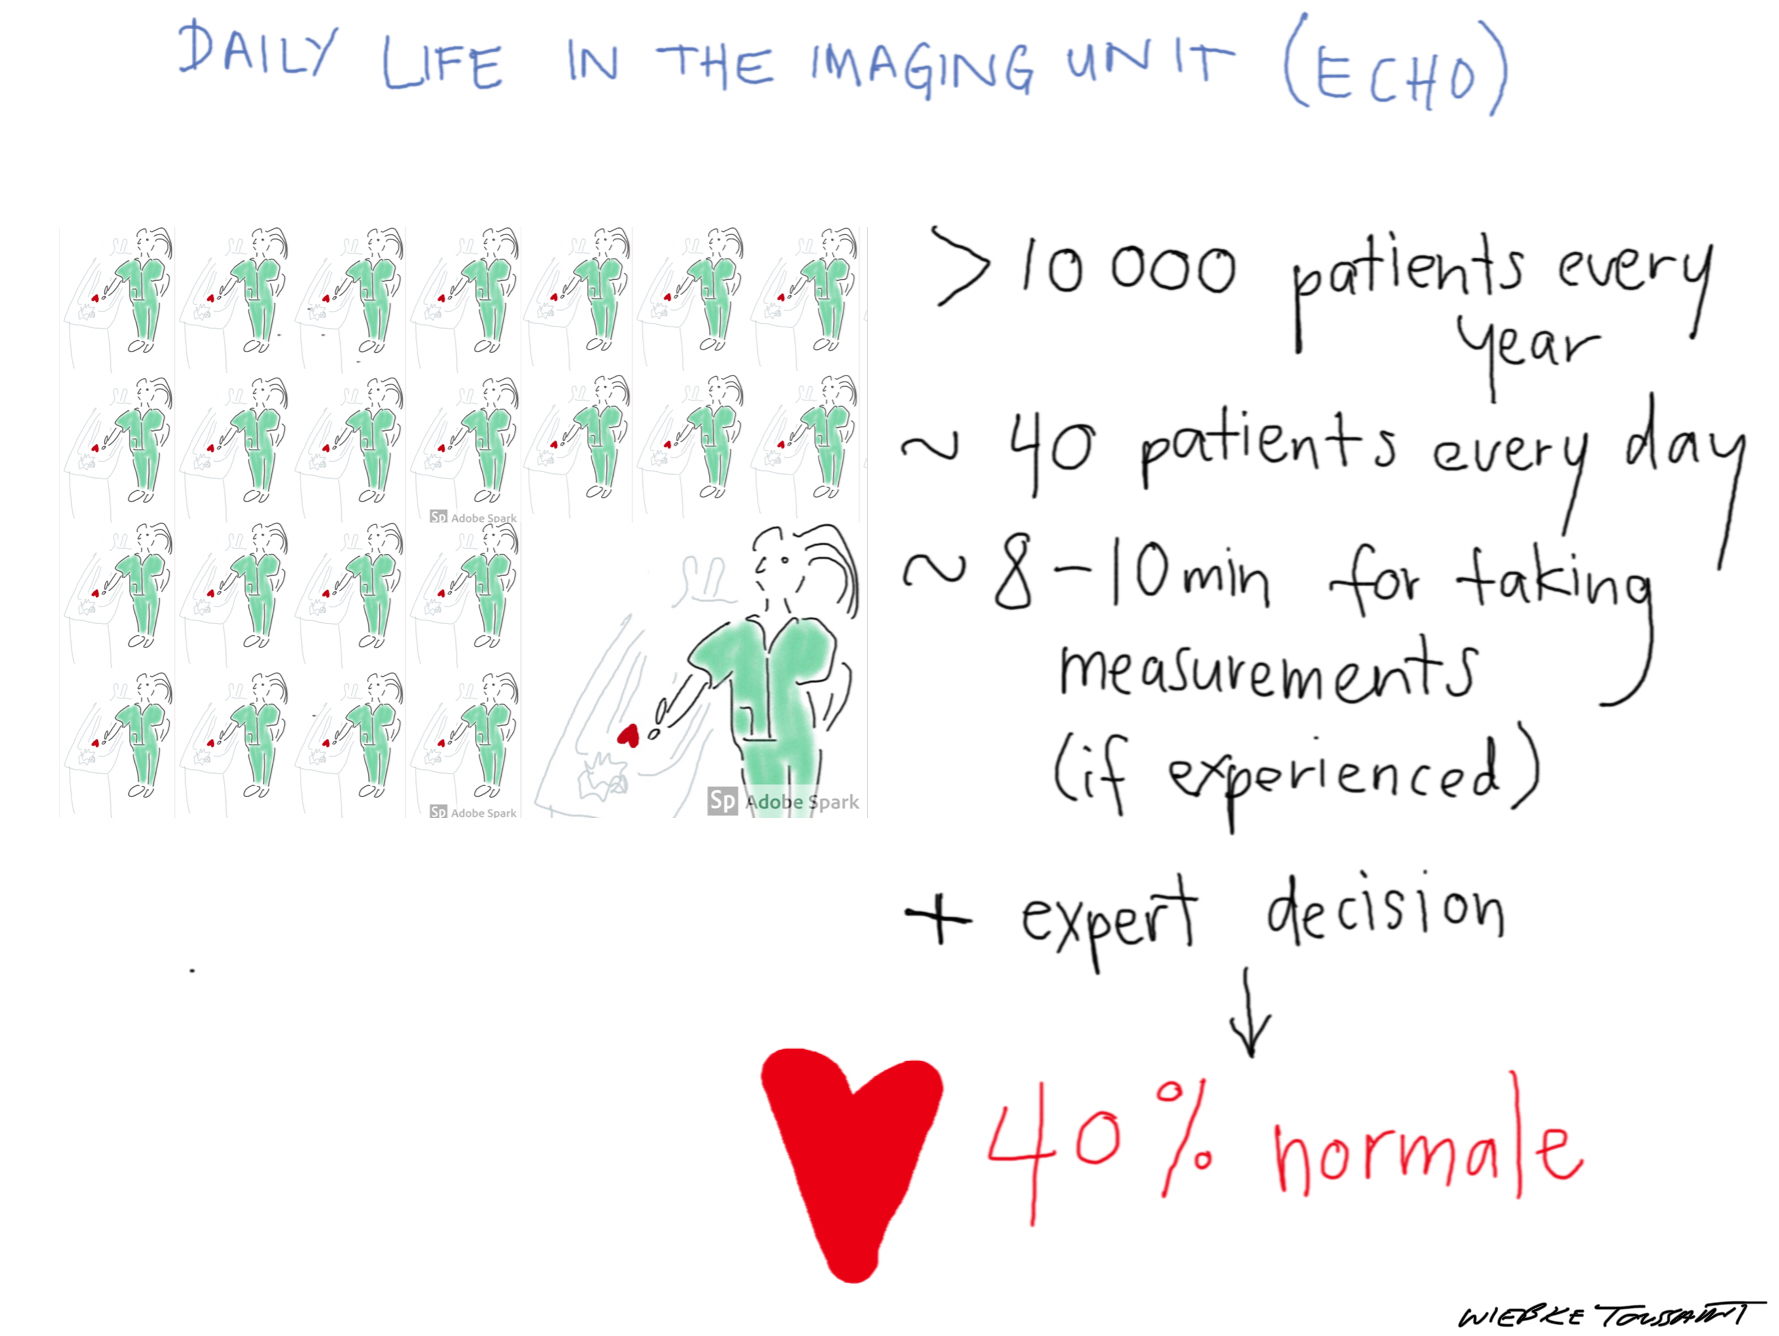 DAILY LIFE IN THE IMAGING UNIT (ECHO)
> 10 000 patients every
year
~ 40 patients every day
~ 8 - 10 min for taking
measurements
(if experienced)
+ expert decision
40% normale
Sp Adobe Spark
Sp Adobe Spark
Sp Adobe Spark
WIEBKE TOUSSAINT